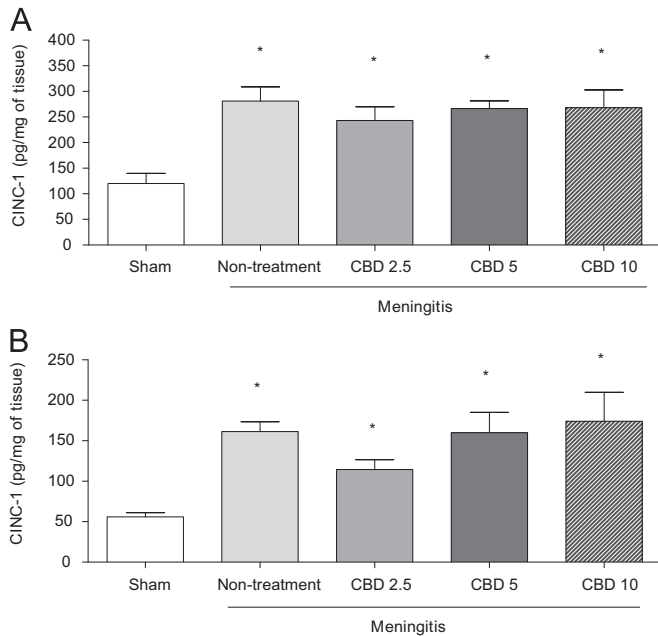 A
CINC-1 (pg/mg of tissue)
400
350
300
250
200
150
100
50
0
* * * *
Sham Non-treatment CBD 2.5 CBD 5 CBD 10
Meningitis
B
CINC-1 (pg/mg of tissue)
250
200
150
100
50
0
* * * *
Sham Non-treatment CBD 2.5 CBD 5 CBD 10
Meningitis